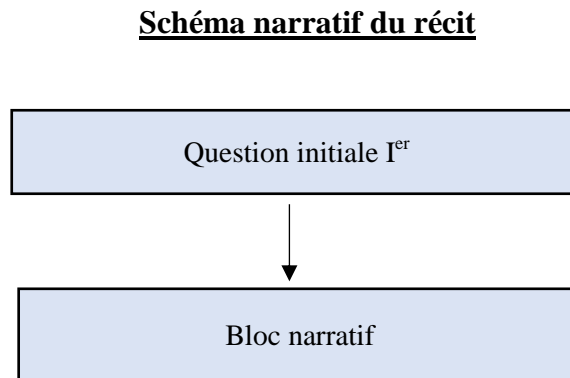 Schéma narratif du récit
Question initiale Iᵉʳ
Bloc narratif